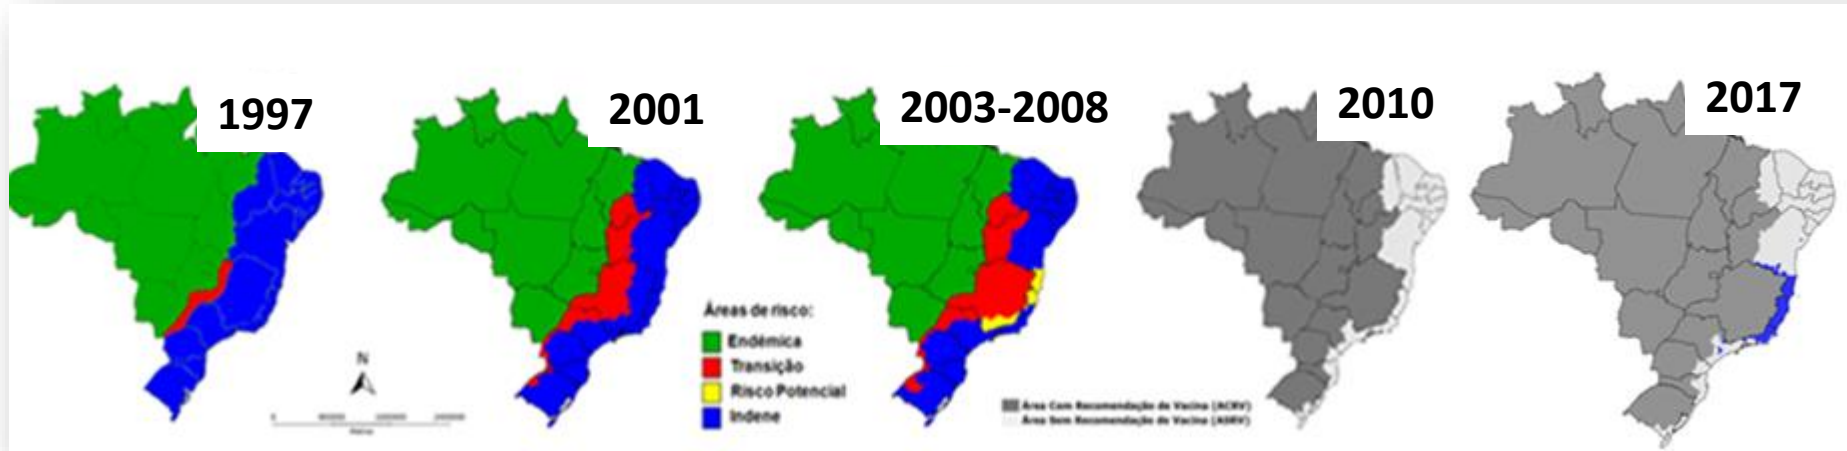 1997
2001
2003-2008
2010
2017
Áreas de risco:
Endêmica
Transição
Risco Potencial
Indene
N
Área Com Recomendação de Vacina (ACRV)
Área Sem Recomendação de Vacina (ASRV)